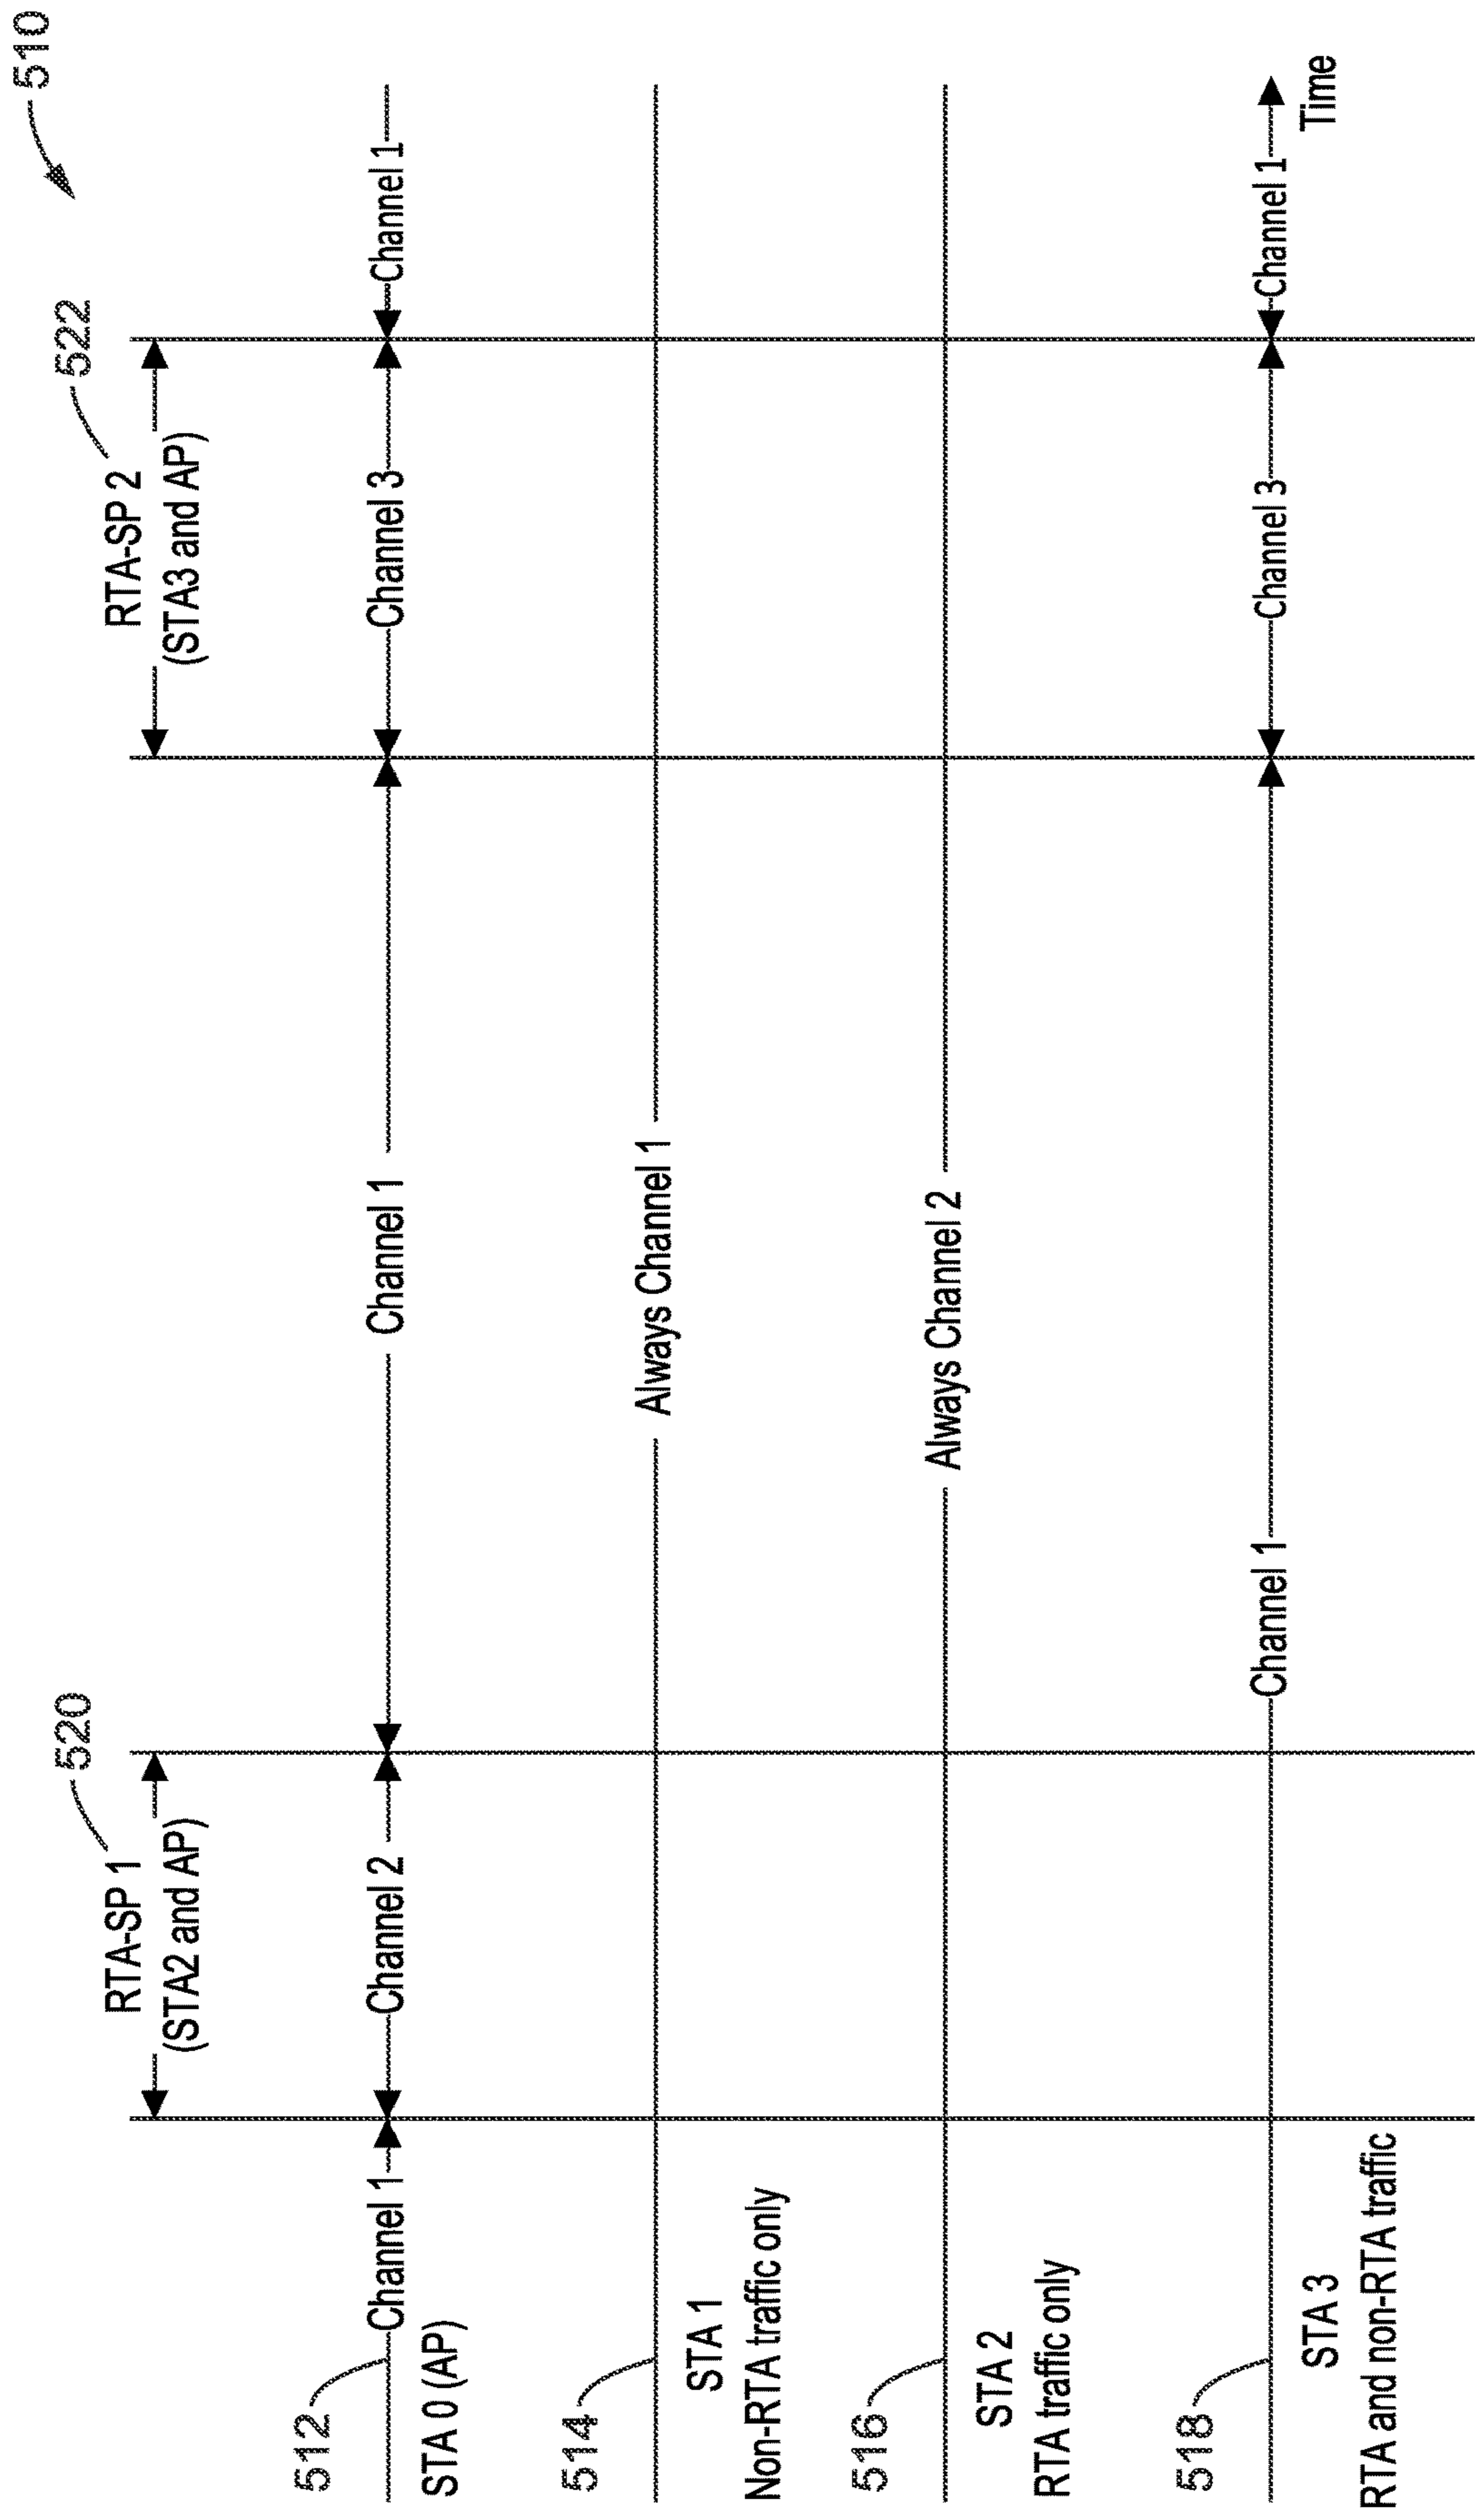 510
520
522
RTA-SP 1
(STA2 and AP)
RTA-SP 2
(STA3 and AP)
512
Channel 1
Channel 2
Channel 1
Channel 3
Channel 1
STA 0 (AP)
514
Always Channel 1
STA 1
Non-RTA traffic only
516
Always Channel 2
STA 2
RTA traffic only
518
Channel 1
Channel 3
Channel 1
Time
STA 3
RTA and non-RTA traffic